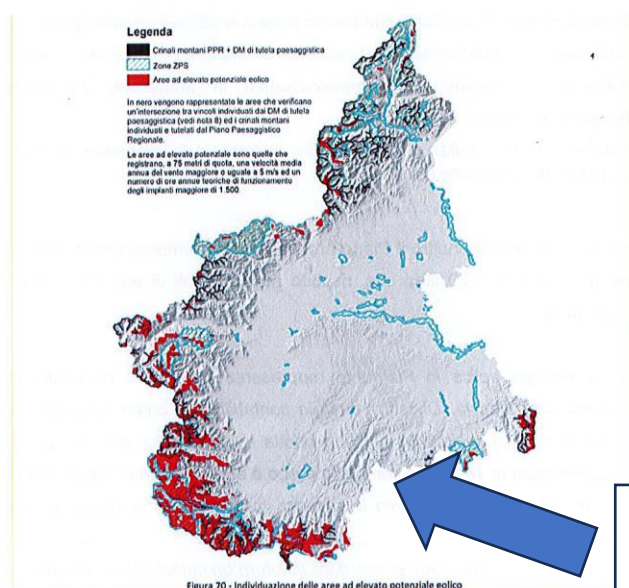 Legenda
Crinali montani PPR + DM di tutela paesaggistica
Zone ZPS
Aree ad elevato potenziale eolico
In nero vengono rappresentate le aree che verificano
un'intersezione tra vincoli individuati dai DM di tutela
paesaggistica (vedi nota 8) ed i crinali montani
individuati e tutelati dal Piano Paesaggistico
Regionale.
Le aree ad elevato potenziale sono quelle che
registrano, a 75 metri di quota, una velocità media
annua del vento maggiore o uguale a 5 m/s ed un
numero di ore annue teoriche di funzionamento
degli impianti maggiore di 1.500.
Figura 70 - Individuazione delle aree ad elevato potenziale eolico